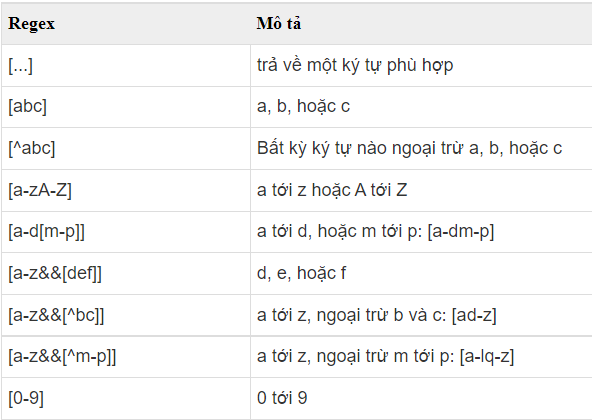 Regex Mô tả
[...] trả về một ký tự phù hợp
[abc] a, b, hoặc c
[^abc] Bất kỳ ký tự nào ngoại trừ a, b, hoặc c
[a-zA-Z] a tới z hoặc A tới Z
[a-d[m-p]] a tới d, hoặc m tới p: [a-dm-p]
[a-z&&[def]] d, e, hoặc f
[a-z&&[^bc]] a tới z, ngoại trừ b và c: [ad-z]
[a-z&&[^m-p]] a tới z, ngoại trừ m tới p: [a-lq-z]
[0-9] 0 tới 9